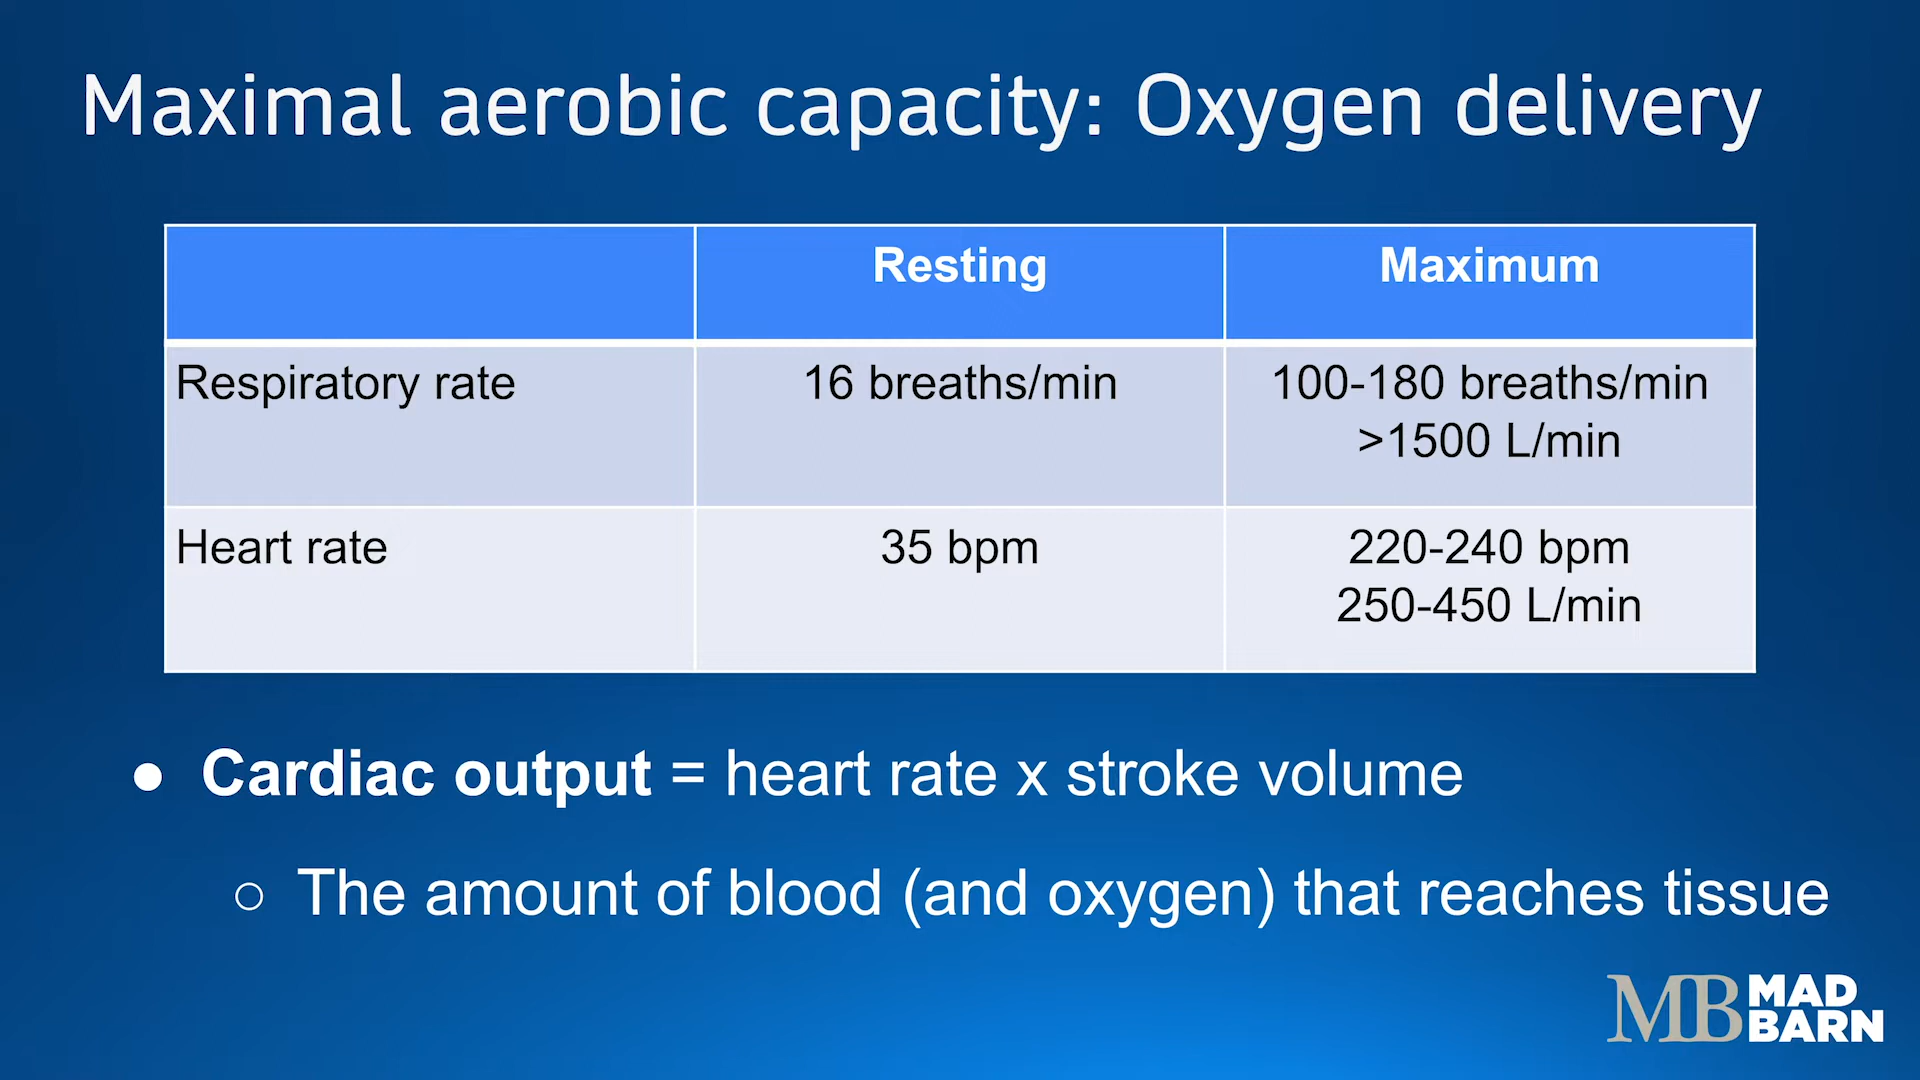 Maximal aerobic capacity: Oxygen delivery
Resting
Maximum
Respiratory rate
16 breaths/min
100-180 breaths/min
>1500 L/min
Heart rate
35 bpm
220-240 bpm
250-450 L/min
● Cardiac output = heart rate x stroke volume
○ The amount of blood (and oxygen) that reaches tissue
MB MAD
BARN